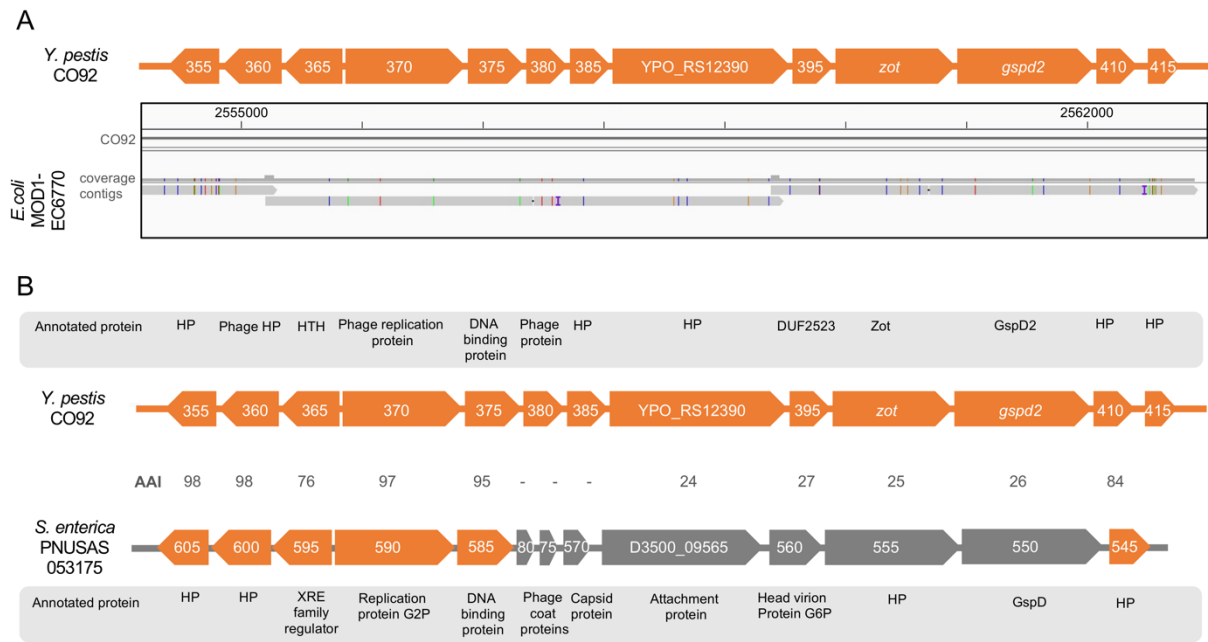 A
Y. pestis
CO92
355 360 365 370 375 380 385 YPO_RS12390 395 zot gspd2 410 415
2555000 2562000
CO92
E.coli
MOD1-
EC6770
coverage
contigs
B
Annotated protein HP Phage HP HTH Phage replication protein DNA binding protein Phage protein HP HP DUF2523 Zot GspD2 HP HP
Y. pestis
CO92
355 360 365 370 375 380 385 YPO_RS12390 395 zot gspd2 410 415
AAI 98 98 76 97 95 - - - 24 27 25 26 84
S. enterica
PNUSAS
053175
605 600 595 590 585 80 75 570 D3500_09565 560 555 550 545
Annotated protein HP HP XRE family regulator Replication protein G2P DNA binding protein Phage coat proteins Capsid protein Attachment protein Head virion Protein G6P HP GspD HP